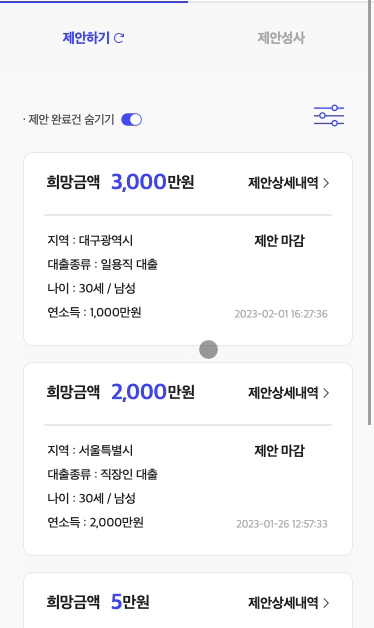 제안하기
제안성사
· 제안 완료건 숨기기
희망금액 3,000만원
제안상세내역 >
지역 : 대구광역시
제안 마감
대출종류 : 일용직 대출
나이 : 30세 / 남성
연소득 : 1,000만원
2023-02-01 16:27:36
희망금액 2,000만원
제안상세내역 >
지역 : 서울특별시
제안 마감
대출종류 : 직장인 대출
나이 : 30세 / 남성
연소득 : 2,000만원
2023-01-26 12:57:33
희망금액 5만원
제안상세내역 >